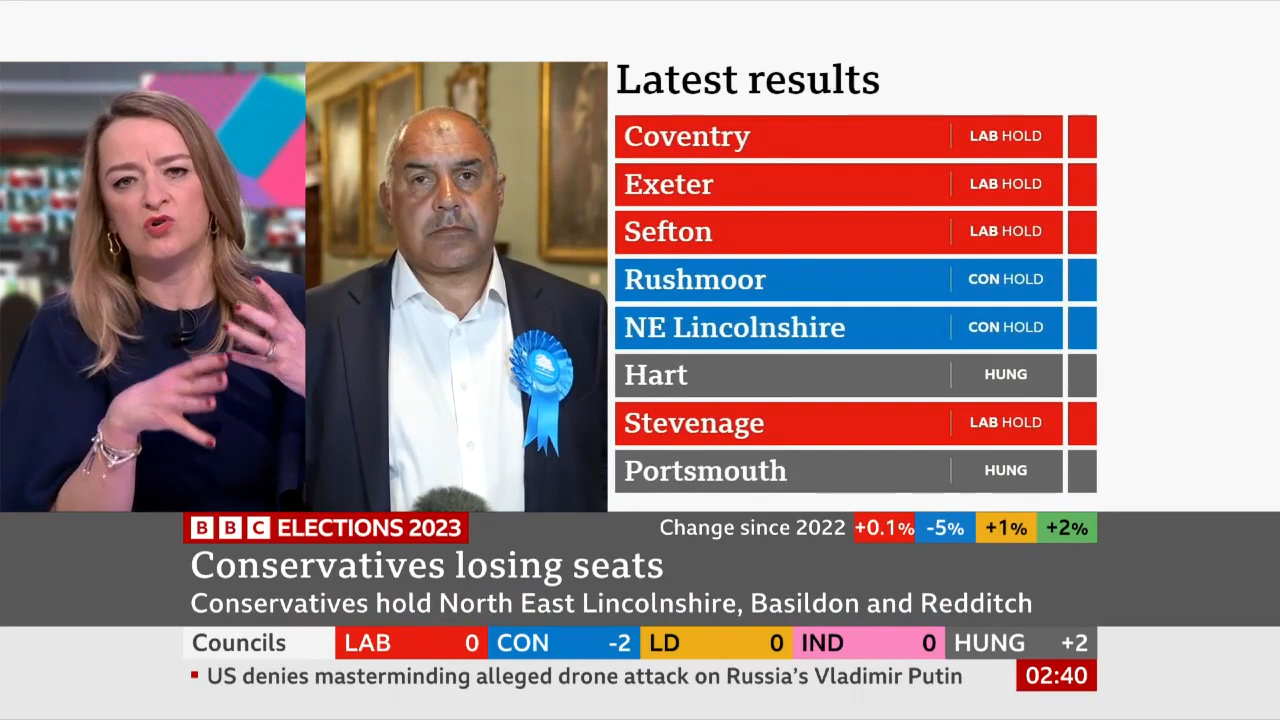 Latest results
Coventry LAB HOLD
Exeter LAB HOLD
Sefton LAB HOLD
Rushmoor CON HOLD
NE Lincolnshire CON HOLD
Hart HUNG
Stevenage LAB HOLD
Portsmouth HUNG
BBC ELECTIONS 2023 Change since 2022 +0.1% -5% +1% +2%
Conservatives losing seats
Conservatives hold North East Lincolnshire, Basildon and Redditch
Councils LAB 0 CON -2 LD 0 IND 0 HUNG +2
US denies masterminding alleged drone attack on Russia's Vladimir Putin 02:40